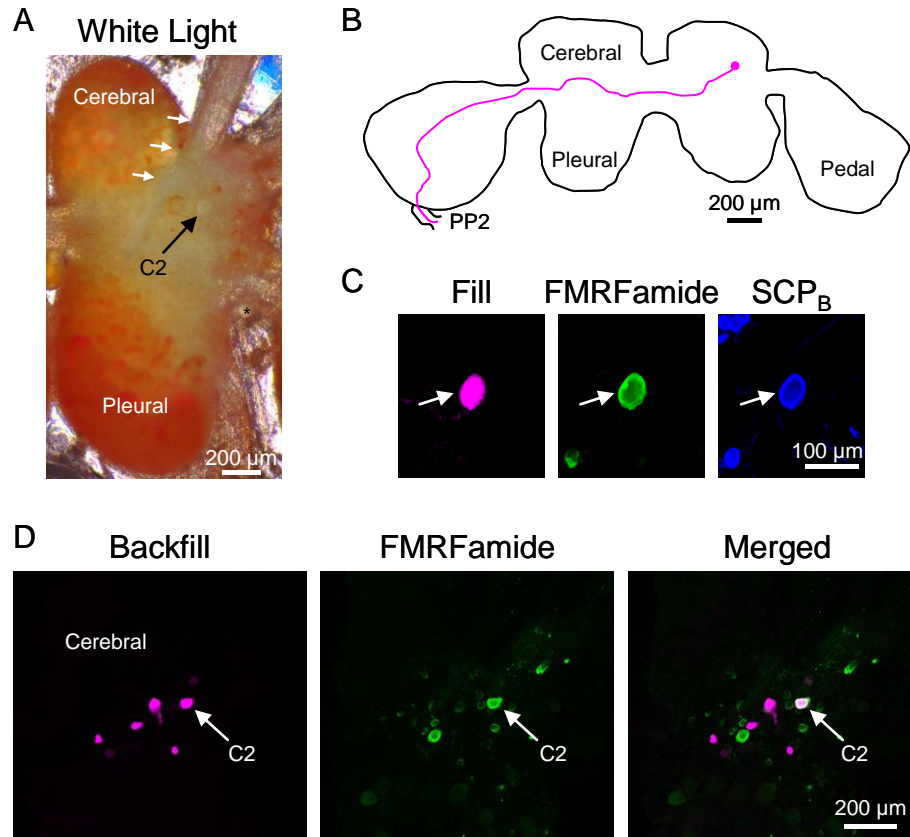 A
White Light
Cerebral
C2
*
Pleural
200 µm
B
Cerebral
Pleural
Pedal
PP2
200 µm
C
Fill FMRFamide SCPB
100 µm
D
Backfill FMRFamide Merged
Cerebral
C2 C2 C2
200 µm